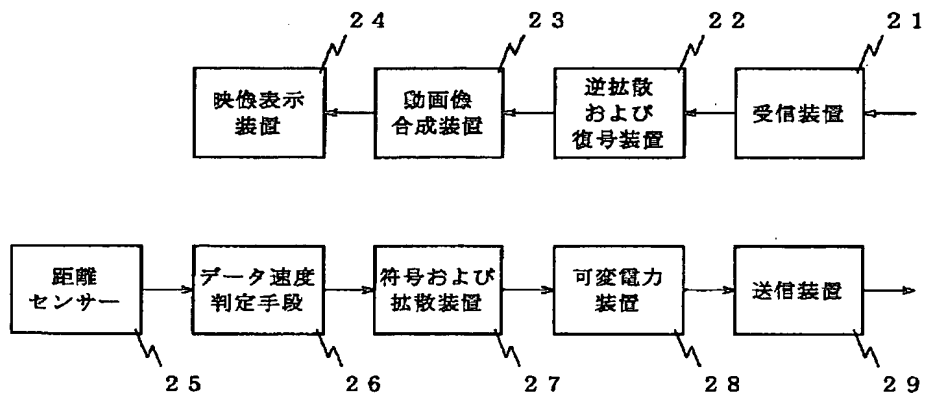 24
23
22
21
映像表示
装置
動画像
合成装置
逆拡散
および
復号装置
受信装置
距離
センサー
データ速度
判定手段
符号および
拡散装置
可変電力
装置
送信装置
25
26
27
28
29